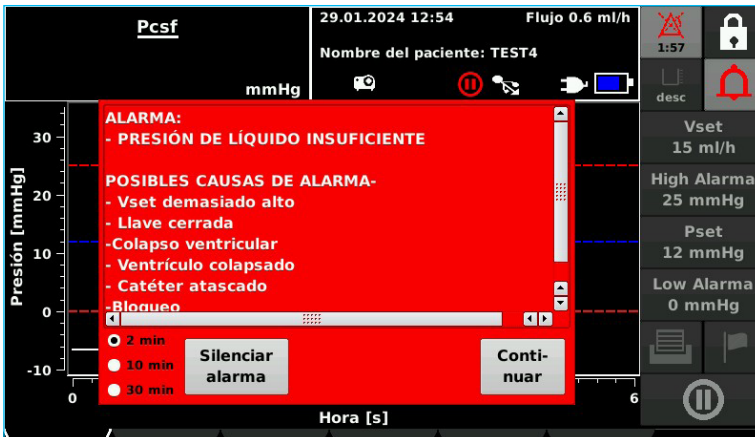 Pcsf
mmHg
29.01.2024 12:54 Flujo 0.6 ml/h
Nombre del paciente: TEST4
1:57
desc
Vset
15 ml/h
High Alarma
25 mmHg
Pset
12 mmHg
Low Alarma
0 mmHg
ALARMA:
- PRESIÓN DE LÍQUIDO INSUFICIENTE
POSIBLES CAUSAS DE ALARMA-
- Vset demasiado alto
- Llave cerrada
-Colapso ventricular
- Ventrículo colapsado
- Catéter atascado
-Bloqueo
2 min
10 min
30 min
Silenciar
alarma
Conti-
nuar
Presión [mmHg]
30
20
10
0
-10
0
6
Hora [s]